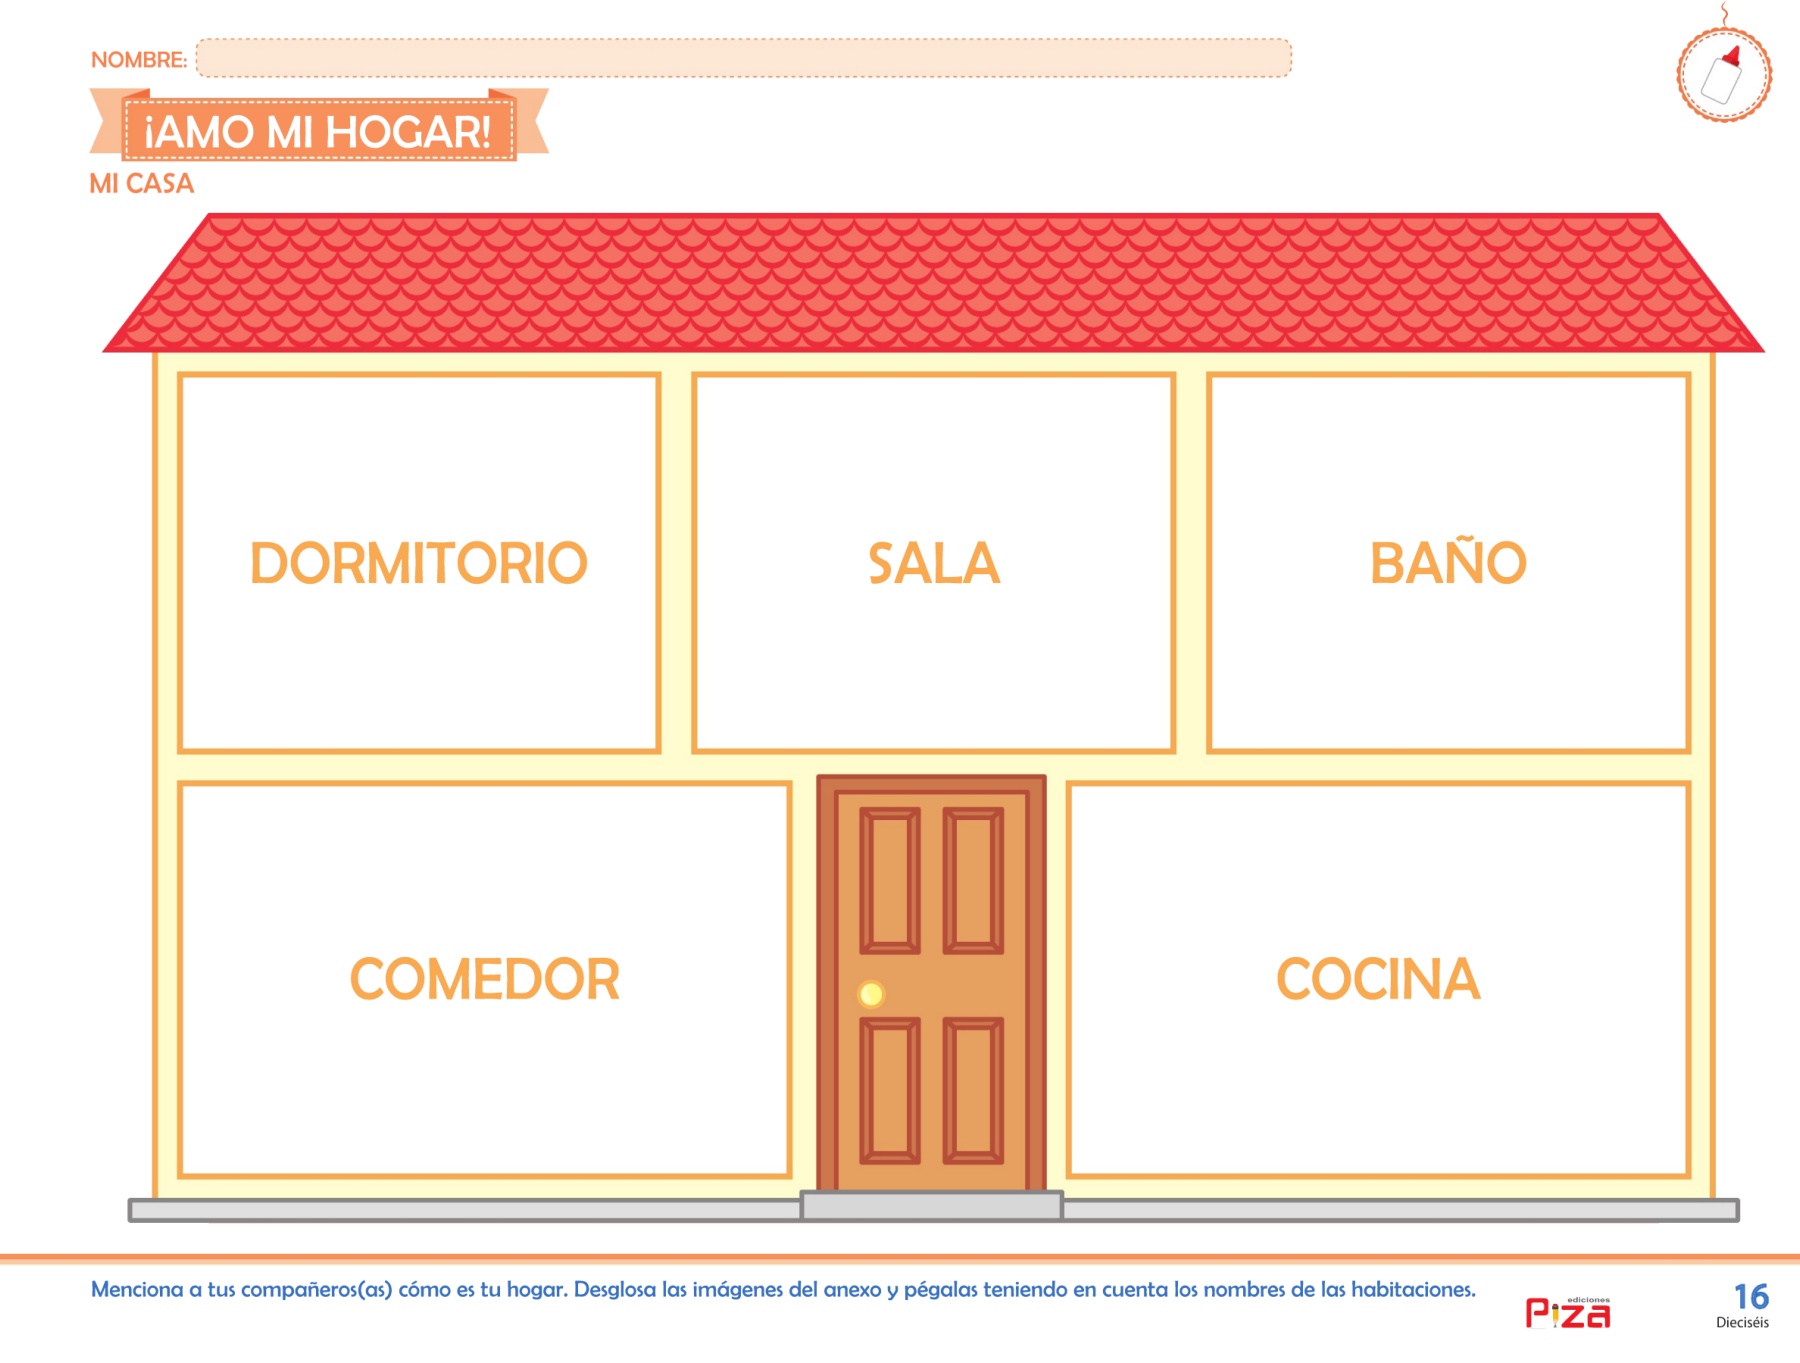 NOMBRE:
¡AMO MI HOGAR!
MI CASA
DORMITORIO
SALA
BAÑO
COMEDOR
COCINA
Menciona a tus compañeros(as) cómo es tu hogar. Desglosa las imágenes del anexo y pégalas teniendo en cuenta los nombres de las habitaciones.
ediciones
Piza
16
Dieciséis